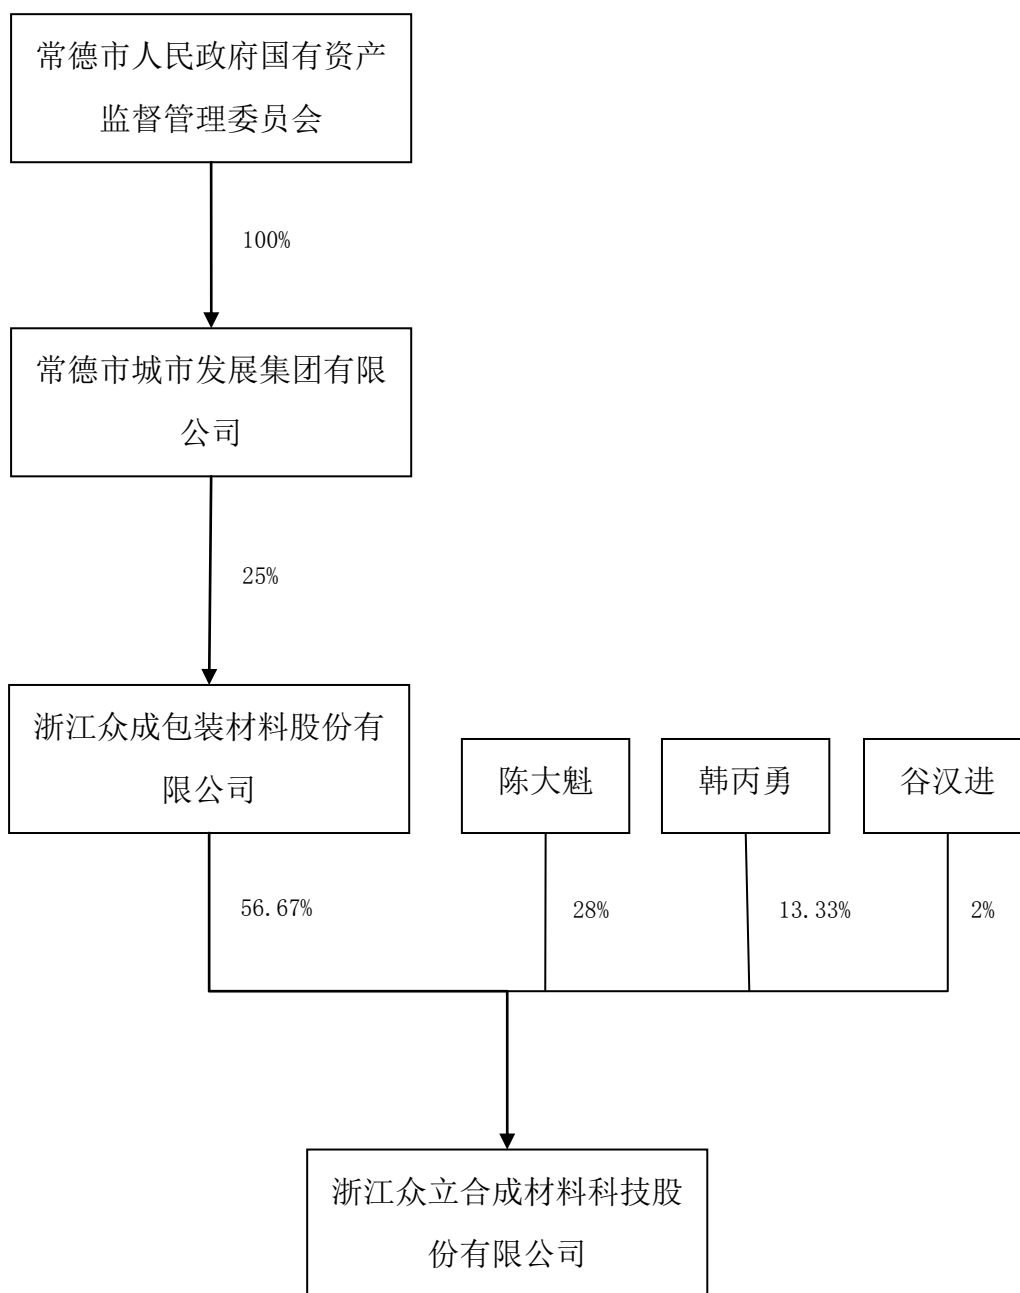 常德市人民政府国有资产
监督管理委员会
100%
常德市城市发展集团有限
公司
25%
浙江众成包装材料股份有
限公司
陈大魁
韩丙勇
谷汉进
56.67%
28%
13.33%
2%
浙江众立合成材料科技股
份有限公司